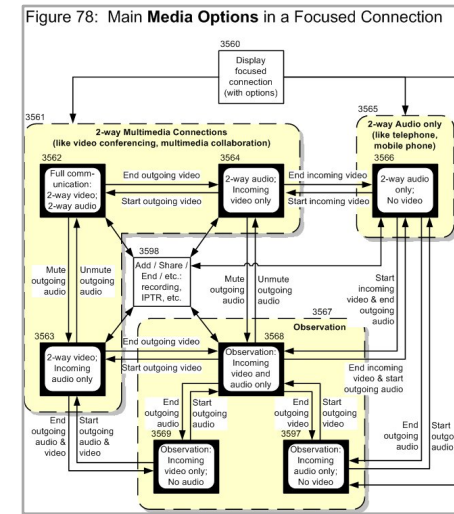 Figure 78: Main Media Options in a Focused Connection
3560
Display
focused
connection
(with options)
3561
2-way Multimedia Connections
(like video conferencing, multimedia collaboration)
3565
2-way Audio only
(like telephone,
mobile phone)
3562
Full comm-
unication:
2-way video;
2-way audio
End outgoing video
Start outgoing video
3564
2-way audio;
Incoming
video only
End incoming video
Start incoming video
3566
2-way audio
only;
No video
3598
Add / Share /
End / etc.:
recording,
IPTR, etc.
Mute
outgoing
audio
Unmute
outgoing
audio
Mute
outgoing
audio
Unmute
outgoing
audio
Start
incoming
video & end
outgoing
audio
3567
Observation
3563
2-way video;
Incoming
audio only
End outgoing video
Start outgoing video
3568
Observation:
Incoming
video and
audio only
End incoming
video & start
outgoing audio
End
outgoing
audio &
video
Start
outgoing
audio &
video
End
outgoing
audio
Start
outgoing
audio
End
outgoing
video
Start
outgoing
video
End
outgoing
audio
Start
outgo
audio
3569
Observation:
Incoming
video only;
No audio
3597
Observation:
Incoming
audio only;
No video